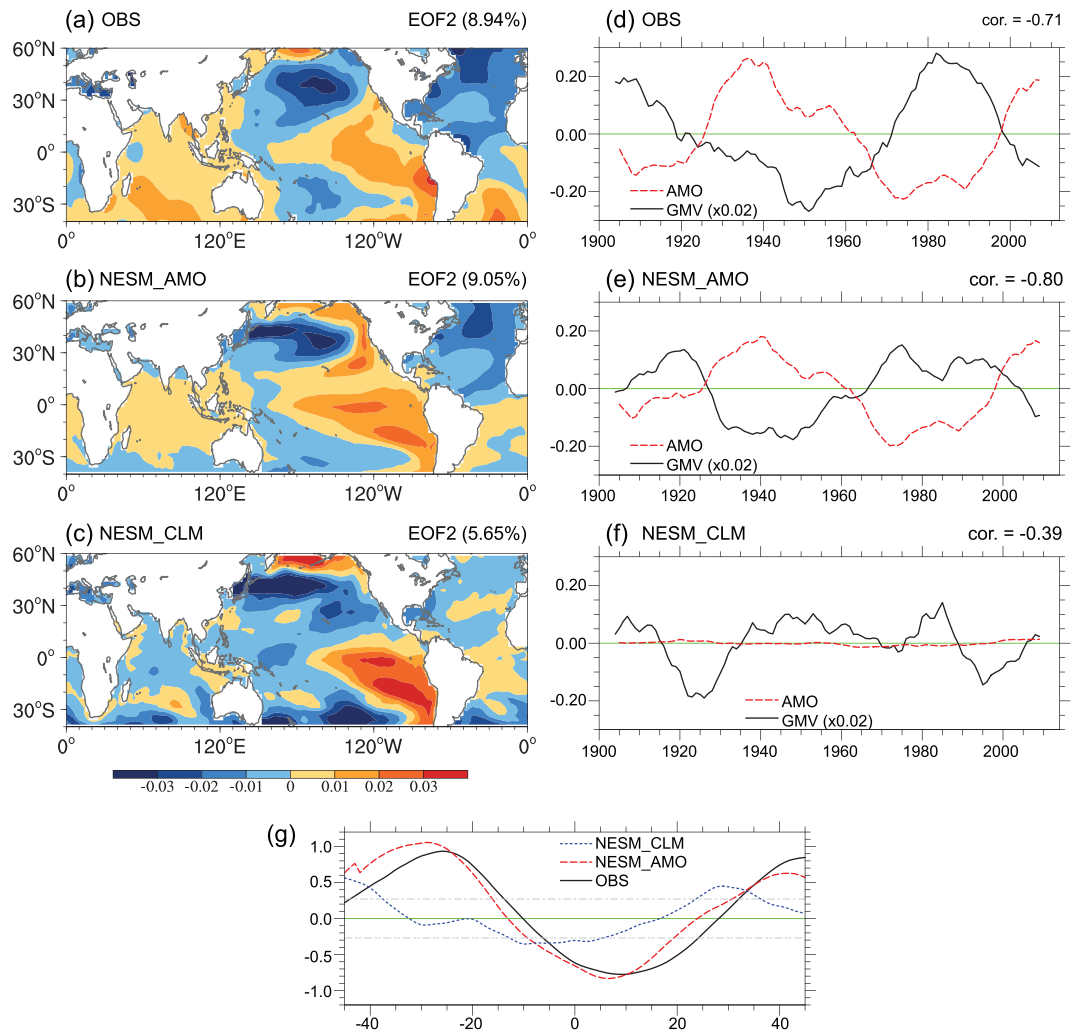 (a) OBS EOF2 (8.94%)
60°N
30°N
0°
30°S
0° 120°E 120°W 0°
(d) OBS cor. = -0.71
0.20
0.00
-0.20
AMO
GMV (x0.02)
1900 1920 1940 1960 1980 2000
(b) NESM_AMO EOF2 (9.05%)
60°N
30°N
0°
30°S
0° 120°E 120°W 0°
(e) NESM_AMO cor. = -0.80
0.20
0.00
-0.20
AMO
GMV (x0.02)
1900 1920 1940 1960 1980 2000
(c) NESM_CLM EOF2 (5.65%)
60°N
30°N
0°
30°S
0° 120°E 120°W 0°
-0.03 -0.02 -0.01 0 0.01 0.02 0.03
(f) NESM_CLM cor. = -0.39
0.20
0.00
-0.20
AMO
GMV (x0.02)
1900 1920 1940 1960 1980 2000
(g)
1.0
0.5
0.0
-0.5
-1.0
NESM_CLM
NESM_AMO
OBS
-40 -20 0 20 40